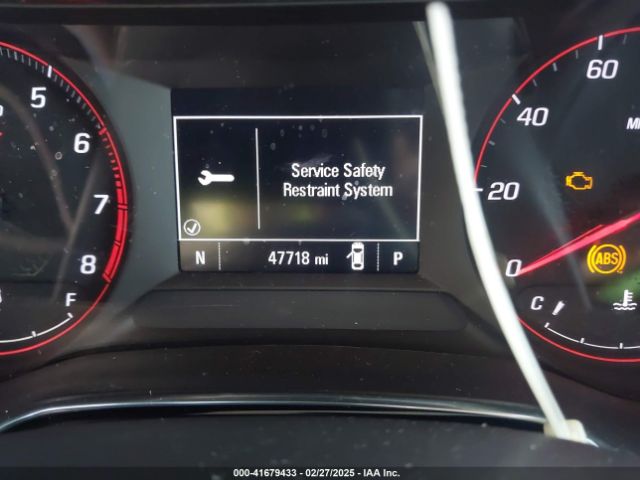 5
6
7
8
F
Service Safety
Restraint System
N 47718 mi P
60
40
20
0
ABS
C
000-41679433 - 02/27/2025 - IAA Inc.